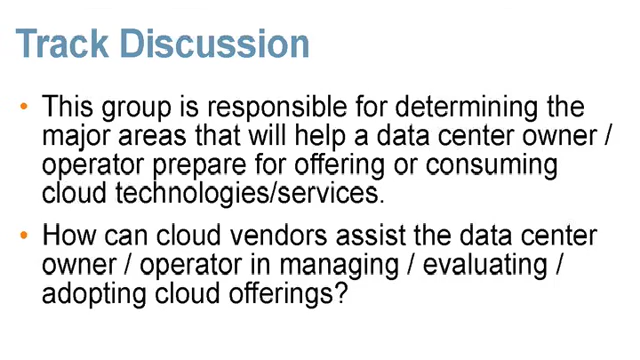 Track Discussion
• This group is responsible for determining the
major areas that will help a data center owner /
operator prepare for offering or consuming
cloud technologies/services.
• How can cloud vendors assist the data center
owner / operator in managing / evaluating /
adopting cloud offerings?